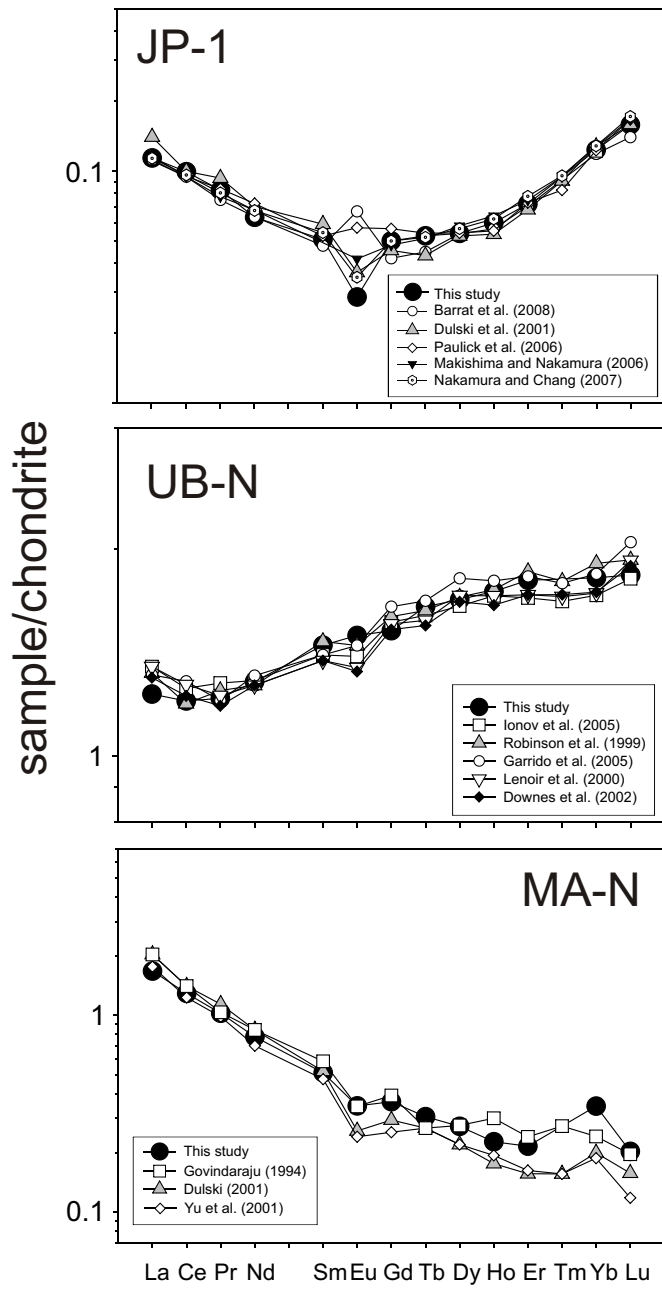 JP-1
0.1
This study
Barrat et al. (2008)
Dulski et al. (2001)
Paulick et al. (2006)
Makishima and Nakamura (2006)
Nakamura and Chang (2007)
sample/chondrite
UB-N
1
This study
Ionov et al. (2005)
Robinson et al. (1999)
Garrido et al. (2005)
Lenoir et al. (2000)
Downes et al. (2002)
MA-N
1
This study
Govindaraju (1994)
Dulski (2001)
Yu et al. (2001)
0.1
La Ce Pr Nd Sm Eu Gd Tb Dy Ho Er Tm Yb Lu